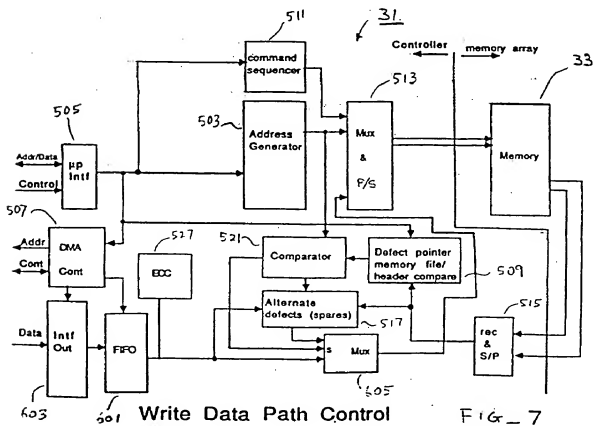 511
31
command
sequencer
Controller
memory array
513
33
505
503
Address
Generator
Mux
&
P/S
Memory
Addr/Data
µp
Intf
Control
507
527
521
Addr
DMA
Cont
Cont
ECC
Comparator
Defect pointer
memory file/
header compare
509
Alternate
defects (spares)
517
515
rec
&
S/P
Data
Intf
Out
FIFO
s
Mux
603
601
605
Write Data Path Control
FIG_7